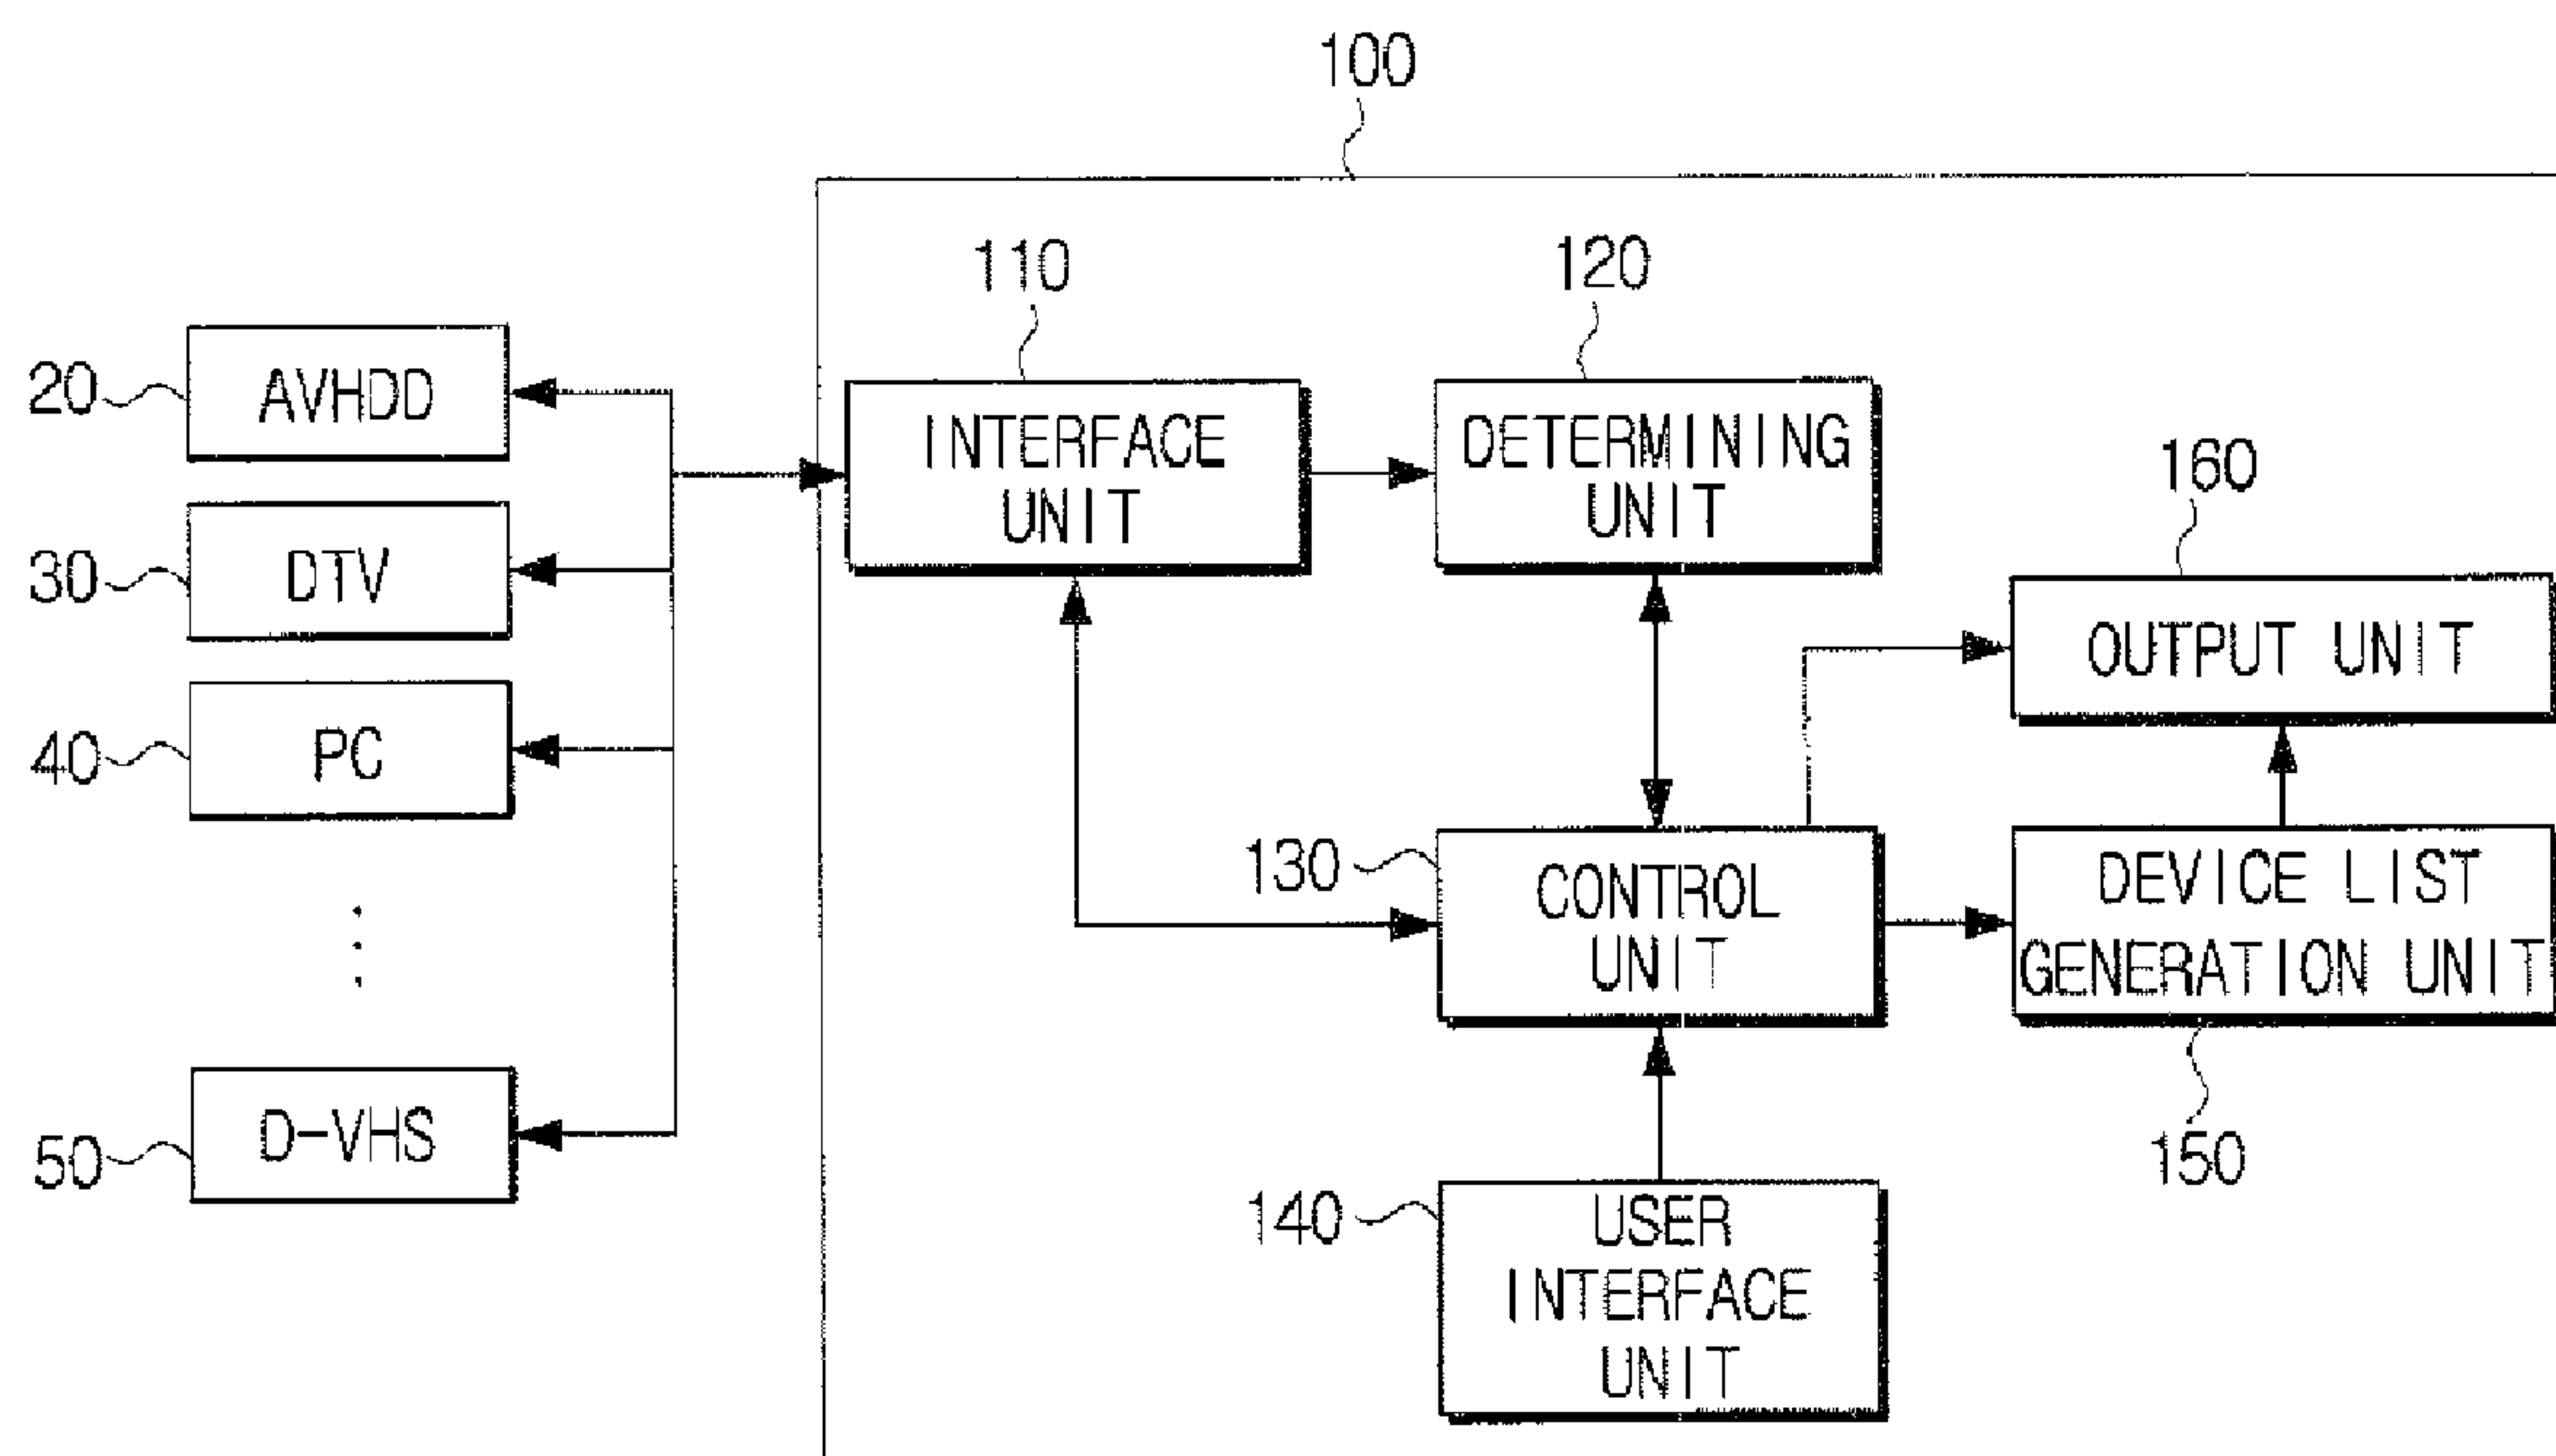 100
110
120
20
AVHDD
INTERFACE
UNIT
DETERMINING
UNIT
160
30
DTV
OUTPUT UNIT
40
PC
130
CONTROL
UNIT
DEVICE LIST
GENERATION UNIT
50
D-VHS
150
140
USER
INTERFACE
UNIT